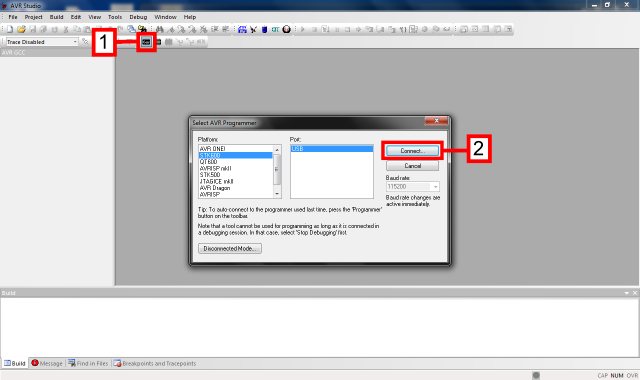 AVR Studio
File Project Build Edit View Tools Debug Window Help
Trace Disabled
1
AVR GCC
Select AVR Programmer
Platform:
Port:
AVR ONE!
STK600
QT600
AVRISP mkII
STK500
JTAGICE mkII
AVR Dragon
AVRISP
USB
Connect...
2
Cancel
Baud rate:
115200
Baud rate changes are
active immediately.
Tip: To auto-connect to the programmer used last time, press the 'Programmer'
button on the toolbar.
Note that a tool cannot be used for programming as long as it is connected in
a debugging session. In that case, select 'Stop Debugging' first.
Disconnected Mode...
Build
Build Message Find in Files Breakpoints and Tracepoints
CAP NUM OVR